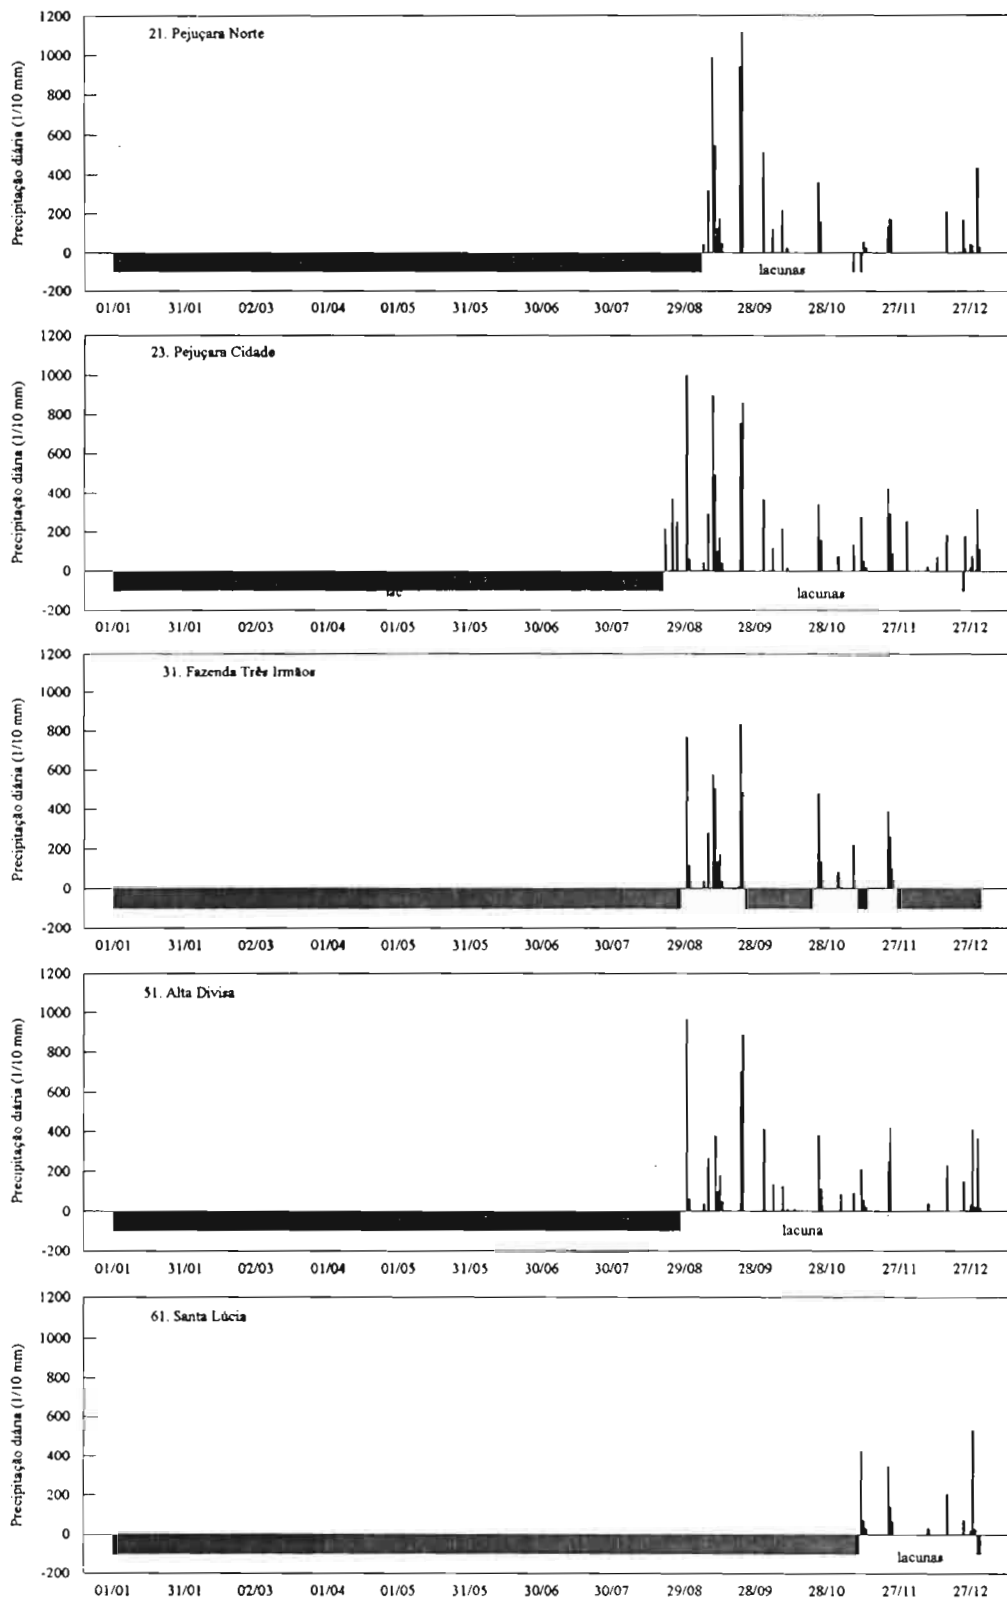 21. Pejuçara Norte
Precipitação diária (1/10 mm)
1200
1000
800
600
400
200
0
-200
lacunas
01/01 31/01 02/03 01/04 01/05 31/05 30/06 30/07 29/08 28/09 28/10 27/11 27/12
23. Pejuçara Cidade
Precipitação diária (1/10 mm)
1200
1000
800
600
400
200
0
-200
lac
lacunas
01/01 31/01 02/03 01/04 01/05 31/05 30/06 30/07 29/08 28/09 28/10 27/11 27/12
31. Fazenda Três Irmãos
Precipitação diária (1/10 mm)
1200
1000
800
600
400
200
0
-200
01/01 31/01 02/03 01/04 01/05 31/05 30/06 30/07 29/08 28/09 28/10 27/11 27/12
51. Alta Divisa
Precipitação diária (1/10 mm)
1200
1000
800
600
400
200
0
-200
lacuna
01/01 31/01 02/03 01/04 01/05 31/05 30/06 30/07 29/08 28/09 28/10 27/11 27/12
61. Santa Lúcia
Precipitação diária (1/10 mm)
1200
1000
800
600
400
200
0
-200
lacunas
01/01 31/01 02/03 01/04 01/05 31/05 30/06 30/07 29/08 28/09 28/10 27/11 27/12